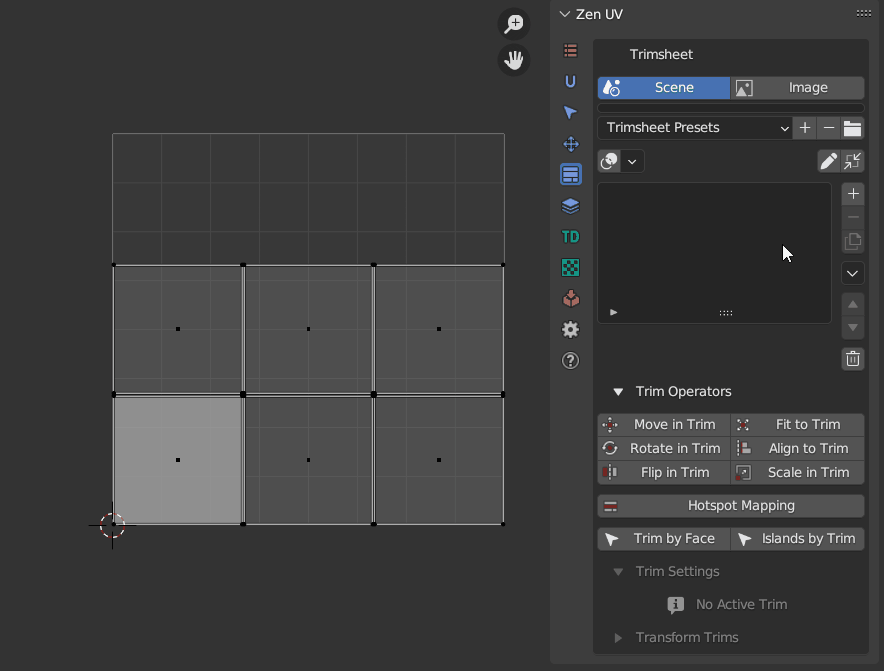 Zen UV
Trimsheet
Scene Image
Trimsheet Presets
TD
Trim Operators
Move in Trim Fit to Trim
Rotate in Trim Align to Trim
Flip in Trim Scale in Trim
Hotspot Mapping
Trim by Face Islands by Trim
Trim Settings
No Active Trim
Transform Trims